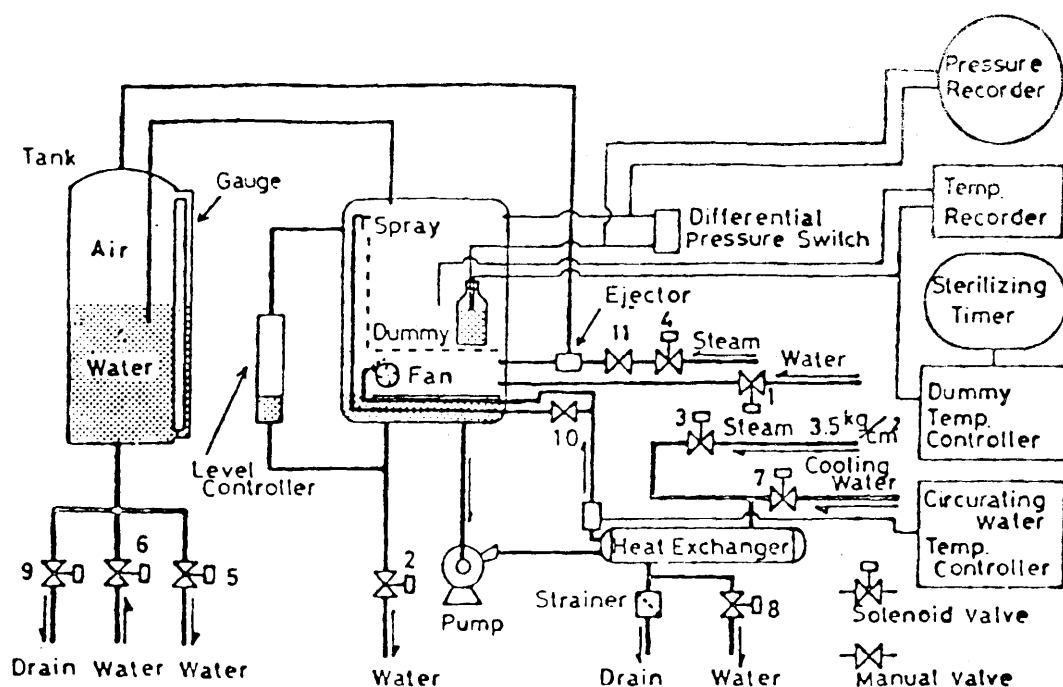 Pressure
Recorder
Tank
Gauge
Temp.
Recorder
Air
Spray
Differential
Pressure Switch
Ejector
Sterilizing
Timer
Dummy
11
4
Steam
Water
Water
Fan
1
Dummy
Temp.
Controller
3
Steam 3.5 kg/cm2
10
Level
Controller
7
Cooling
Water
Circurating
Water
Temp.
Controller
Heat Exchanger
9
6
5
2
Strainer
8
Solenoid Valve
Pump
Drain Water Water
Water
Drain Water
Manual Valve